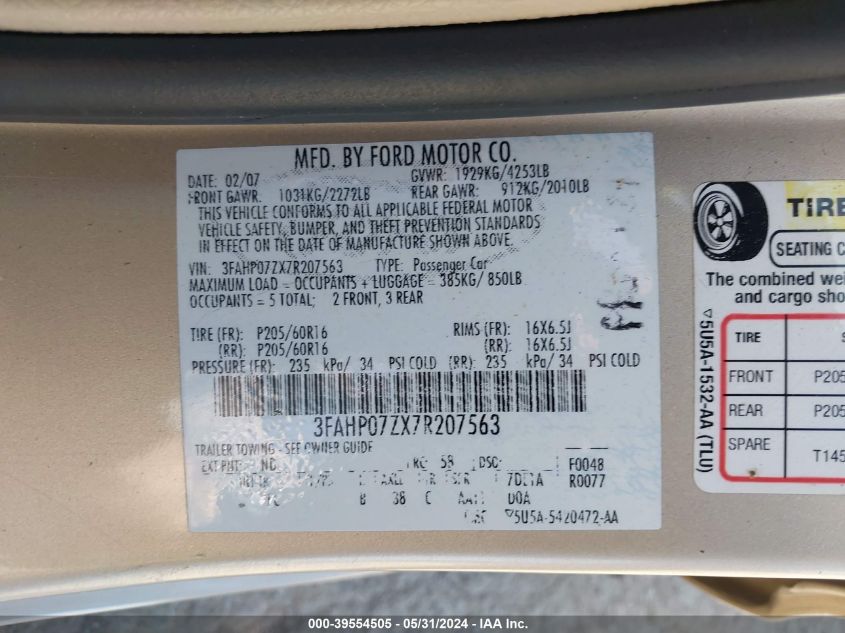 MFD. BY FORD MOTOR CO.
DATE: 02/07 GVWR: 1929KG/4253LB
FRONT GAWR: 1031KG/2272LB REAR GAWR: 912KG/2010LB
THIS VEHICLE CONFORMS TO ALL APPLICABLE FEDERAL MOTOR
VEHICLE SAFETY, BUMPER, AND THEFT PREVENTION STANDARDS
IN EFFECT ON THE DATE OF MANUFACTURE SHOWN ABOVE.
VIN: 3FAHP07ZX7R207563 TYPE: Passenger Car
MAXIMUM LOAD = OCCUPANTS + LUGGAGE = 385KG/ 850LB
OCCUPANTS = 5 TOTAL; 2 FRONT, 3 REAR
TIRE (FR): P205/60R16 RIMS (FR): 16X6.5J
(RR): P205/60R16 (RR): 16X6.5J
PRESSURE (FR): 235 kPa/ 34 PSI COLD (RR): 235 kPa/ 34 PSI COLD
3FAHP07ZX7R207563
TRAILER TOWING - SEE OWNER GUIDE
EXT PNT: RC: 58 DSO: F0048
R0077
B 38 C
5U5A-5420472-AA
TIRE
SEATING C
The combined wei
and cargo sho
TIRE S
FRONT P205
REAR P205
SPARE T145
5U5A-1532-AA (TLU)
000-39554505 - 05/31/2024 - IAA Inc.